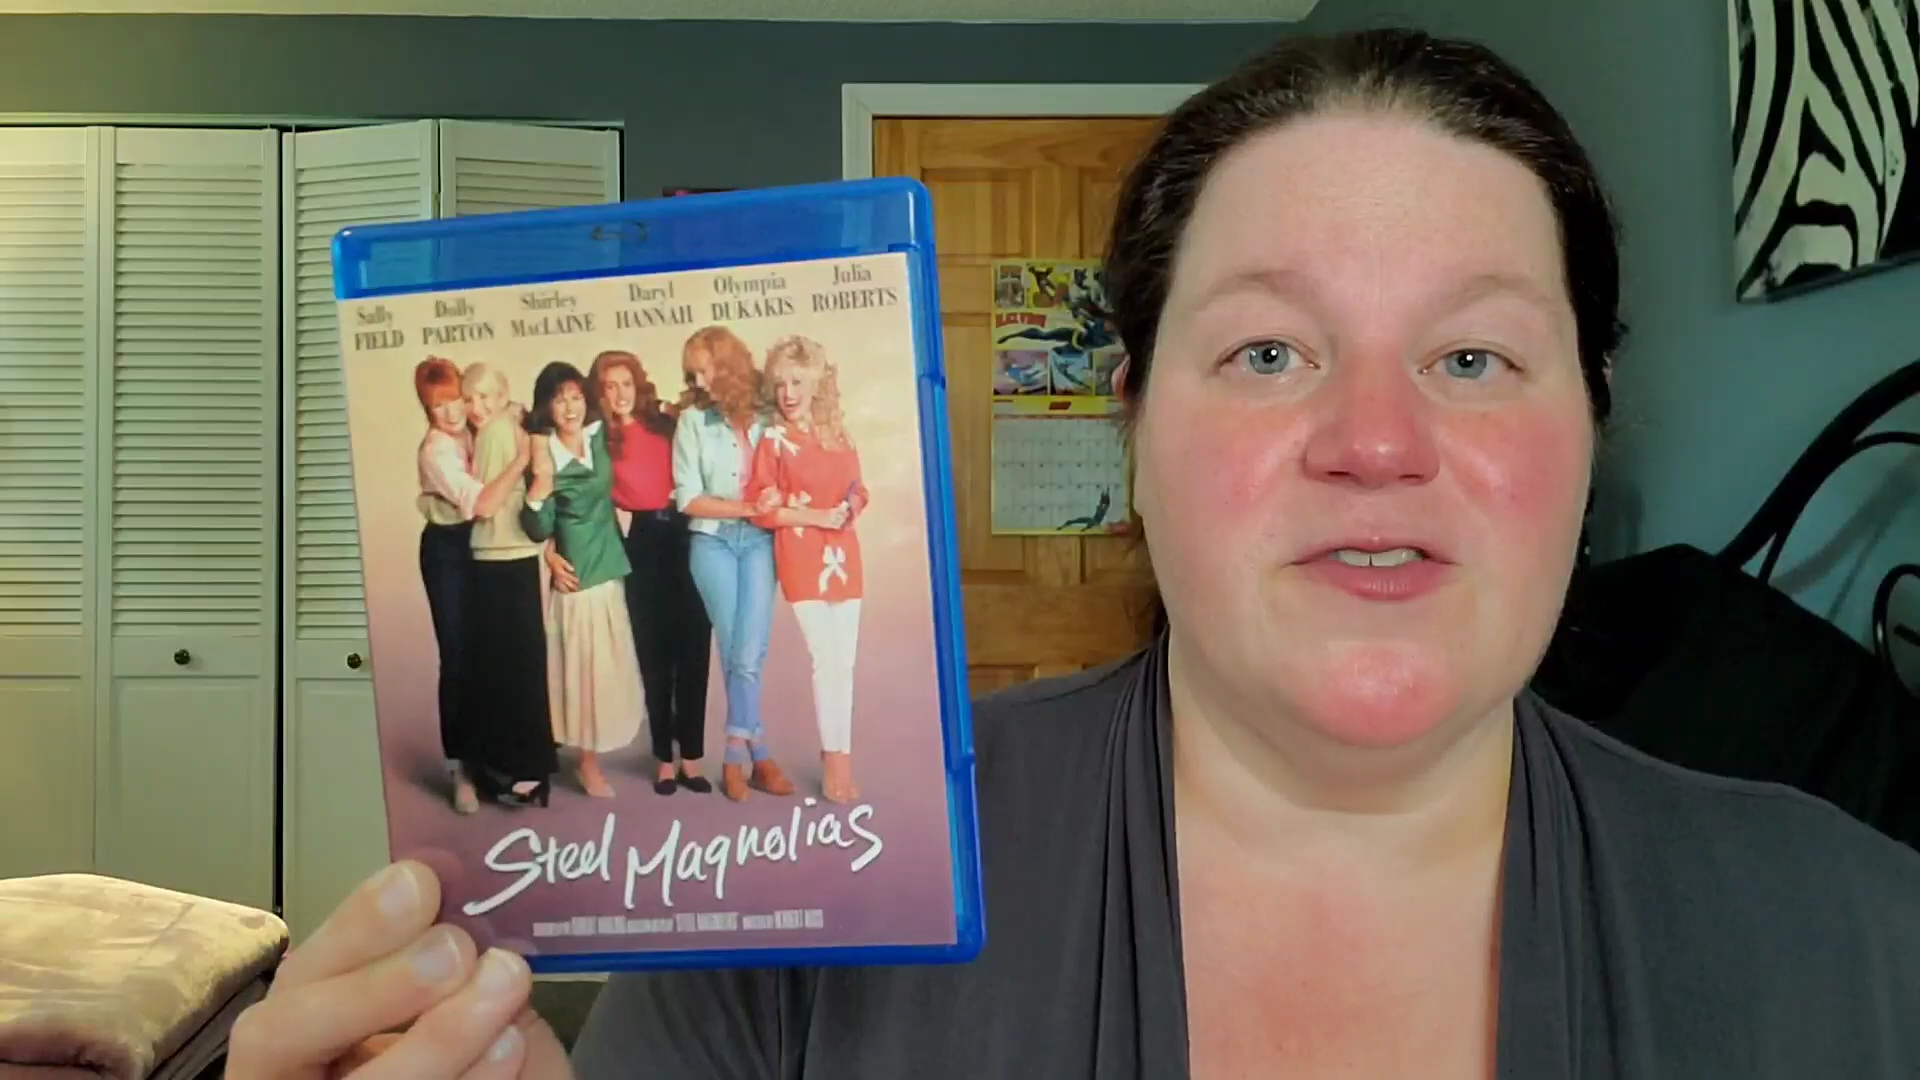 Sally FIELD
Dolly PARTON
Shirley MacLAINE
Daryl HANNAH
Olympia DUKAKIS
Julia ROBERTS
Steel Magnolias